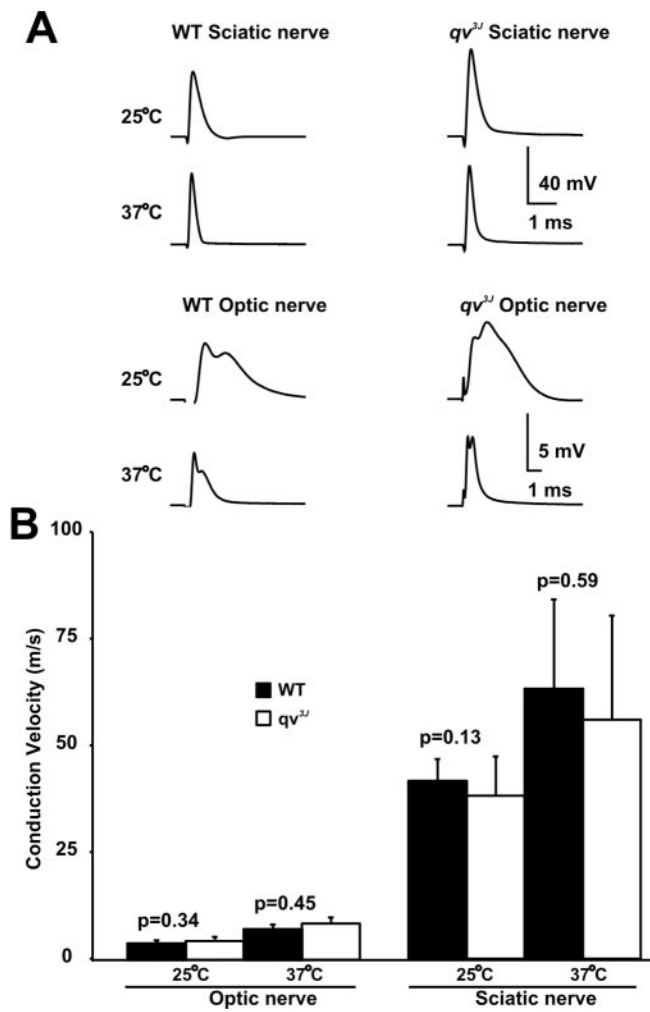 A
WT Sciatic nerve
qv3J Sciatic nerve
25°C
37°C
40 mV
1 ms
WT Optic nerve
qv3J Optic nerve
25°C
37°C
5 mV
1 ms
B
Conduction Velocity (m/s)
100
75
50
25
0
WT
qv3J
p=0.34
p=0.45
p=0.13
p=0.59
25°C 37°C 25°C 37°C
Optic nerve Sciatic nerve